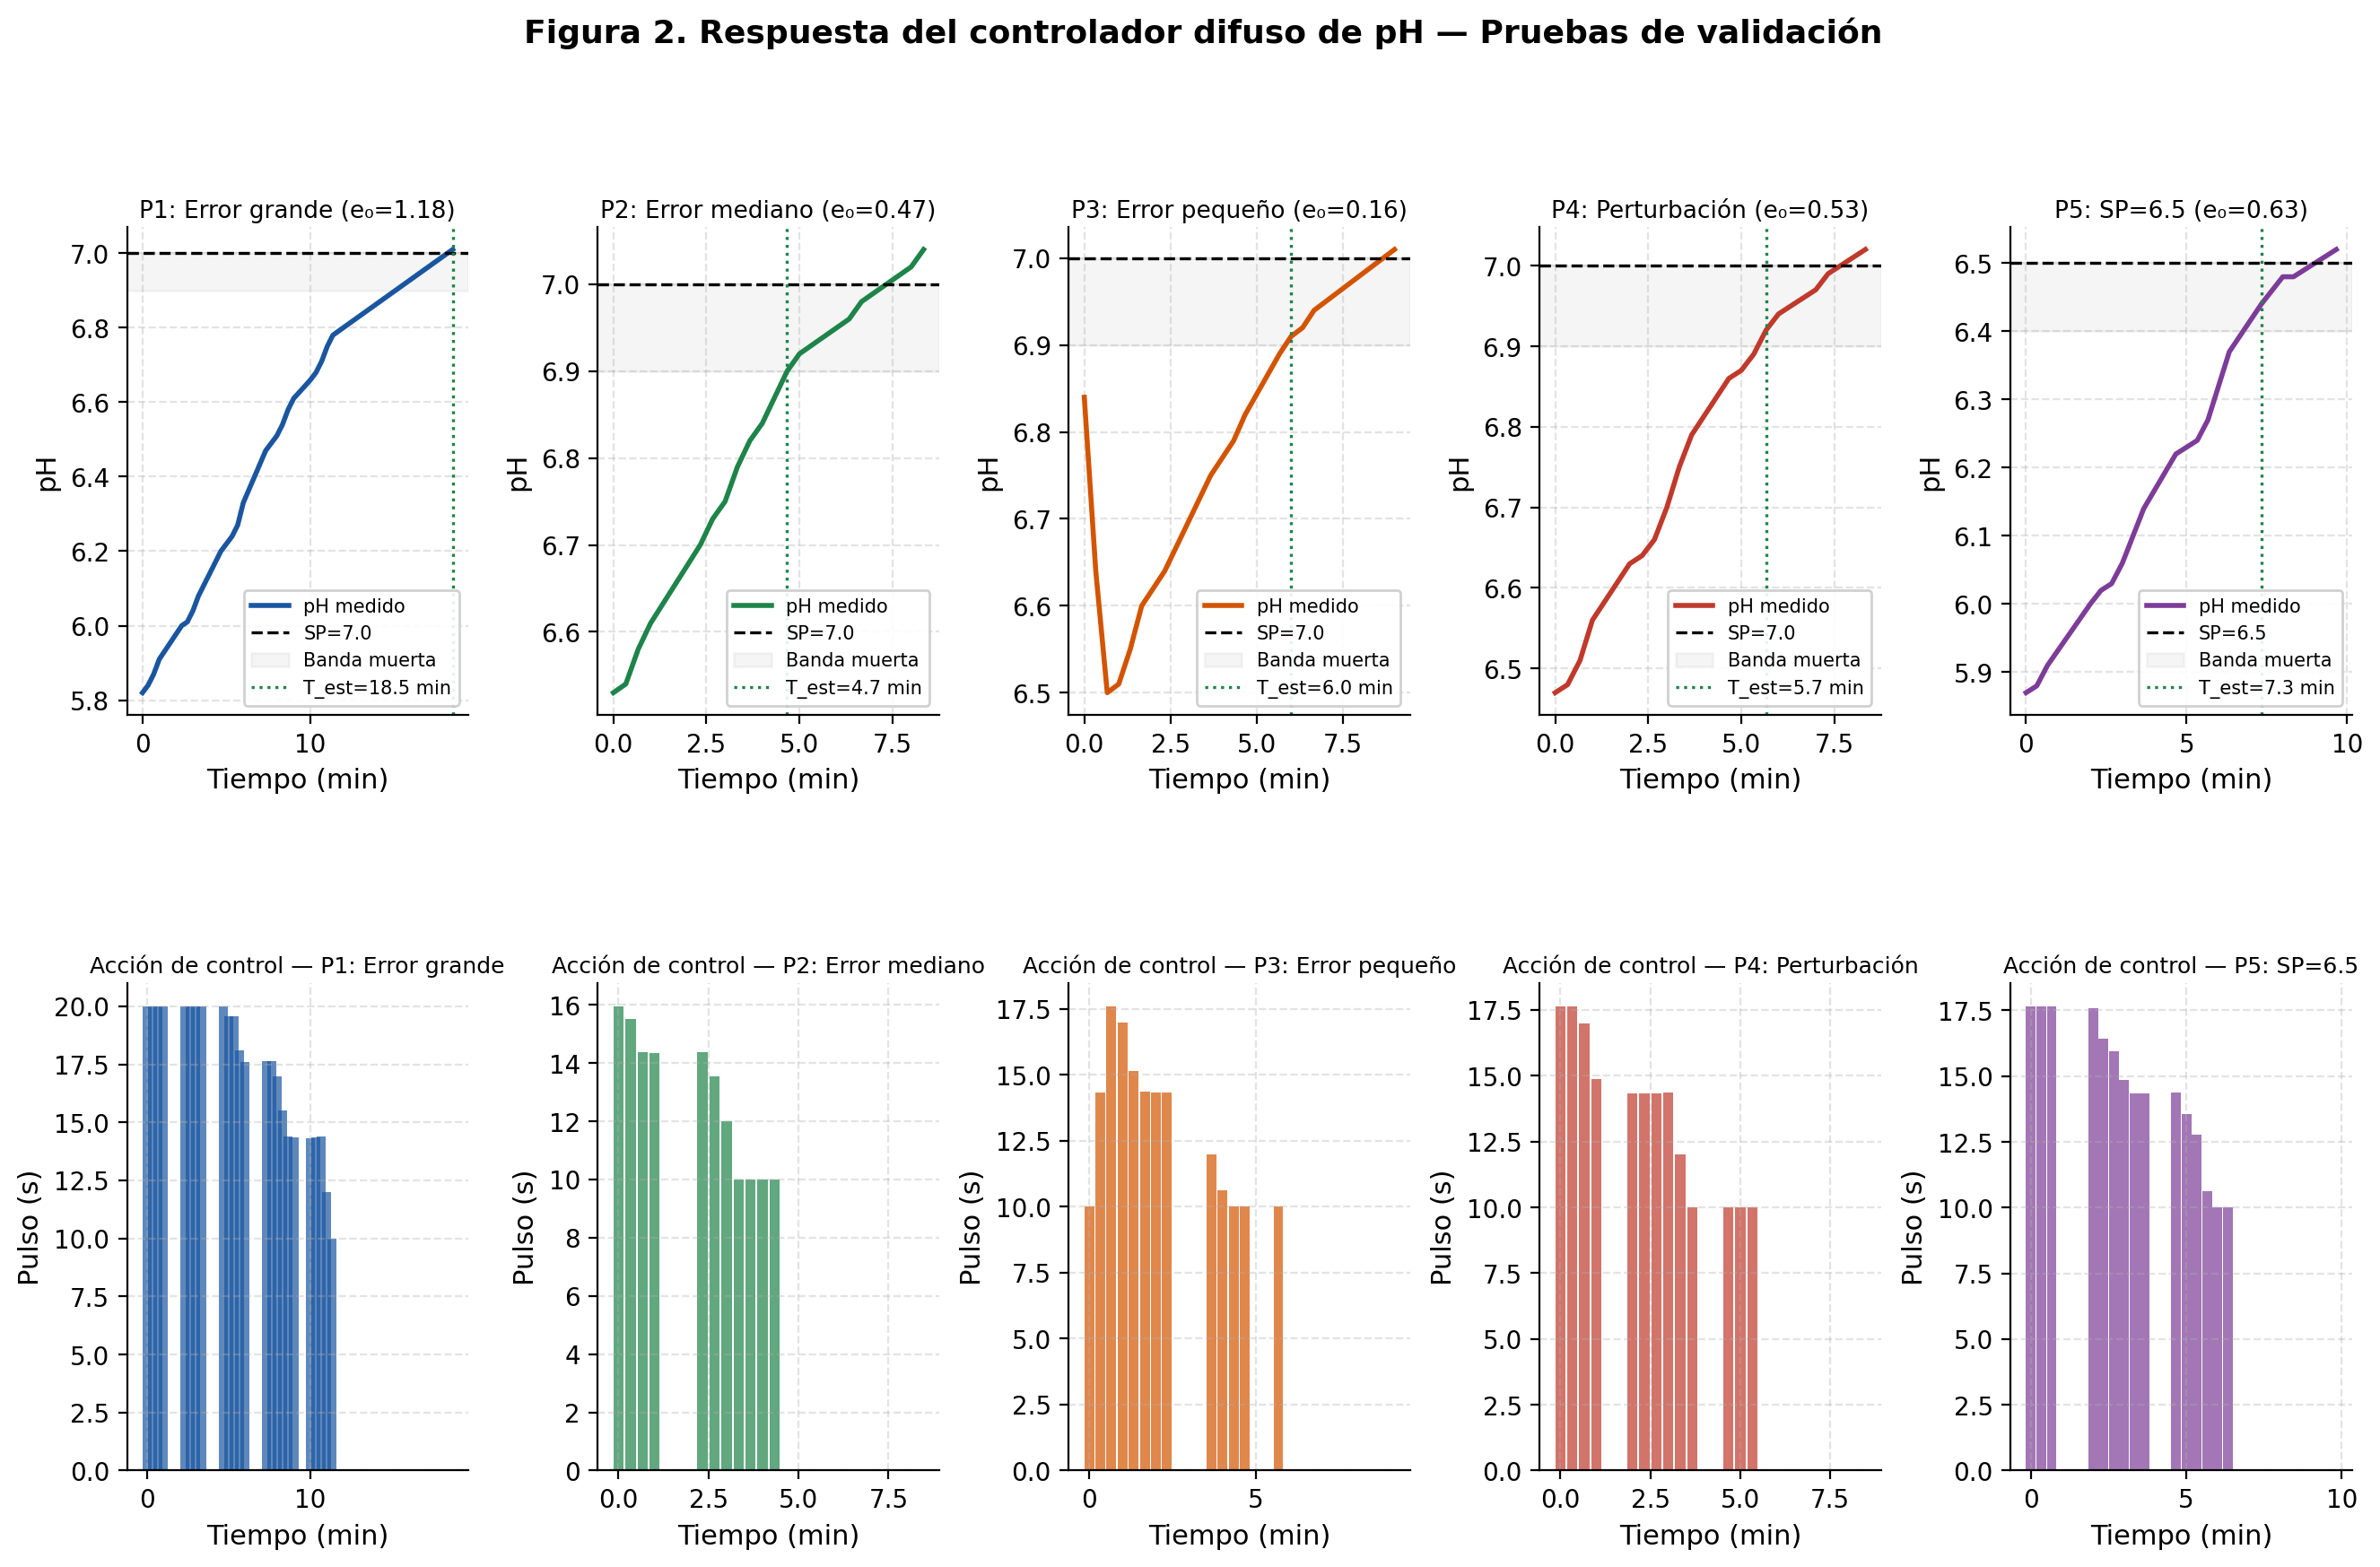 Figura 2. Respuesta del controlador difuso de pH — Pruebas de validación
P1: Error grande (e₀=1.18)
pH
7.0
6.8
6.6
6.4
6.2
6.0
5.8
pH medido
SP=7.0
Banda muerta
T_est=18.5 min
0 10
Tiempo (min)
P2: Error mediano (e₀=0.47)
pH
7.0
6.9
6.8
6.7
6.6
pH medido
SP=7.0
Banda muerta
T_est=4.7 min
0.0 2.5 5.0 7.5
Tiempo (min)
P3: Error pequeño (e₀=0.16)
pH
7.0
6.9
6.8
6.7
6.6
6.5
pH medido
SP=7.0
Banda muerta
T_est=6.0 min
0.0 2.5 5.0 7.5
Tiempo (min)
P4: Perturbación (e₀=0.53)
pH
7.0
6.9
6.8
6.7
6.6
6.5
pH medido
SP=7.0
Banda muerta
T_est=5.7 min
0.0 2.5 5.0 7.5
Tiempo (min)
P5: SP=6.5 (e₀=0.63)
pH
6.5
6.4
6.3
6.2
6.1
6.0
5.9
pH medido
SP=6.5
Banda muerta
T_est=7.3 min
0 5 10
Tiempo (min)
Acción de control — P1: Error grande
Pulso (s)
20.0
17.5
15.0
12.5
10.0
7.5
5.0
2.5
0.0
0 10
Tiempo (min)
Acción de control — P2: Error mediano
Pulso (s)
16
14
12
10
8
6
4
2
0
0.0 2.5 5.0 7.5
Tiempo (min)
Acción de control — P3: Error pequeño
Pulso (s)
17.5
15.0
12.5
10.0
7.5
5.0
2.5
0.0
0 5
Tiempo (min)
Acción de control — P4: Perturbación
Pulso (s)
17.5
15.0
12.5
10.0
7.5
5.0
2.5
0.0
0.0 2.5 5.0 7.5
Tiempo (min)
Acción de control — P5: SP=6.5
Pulso (s)
17.5
15.0
12.5
10.0
7.5
5.0
2.5
0.0
0 5 10
Tiempo (min)